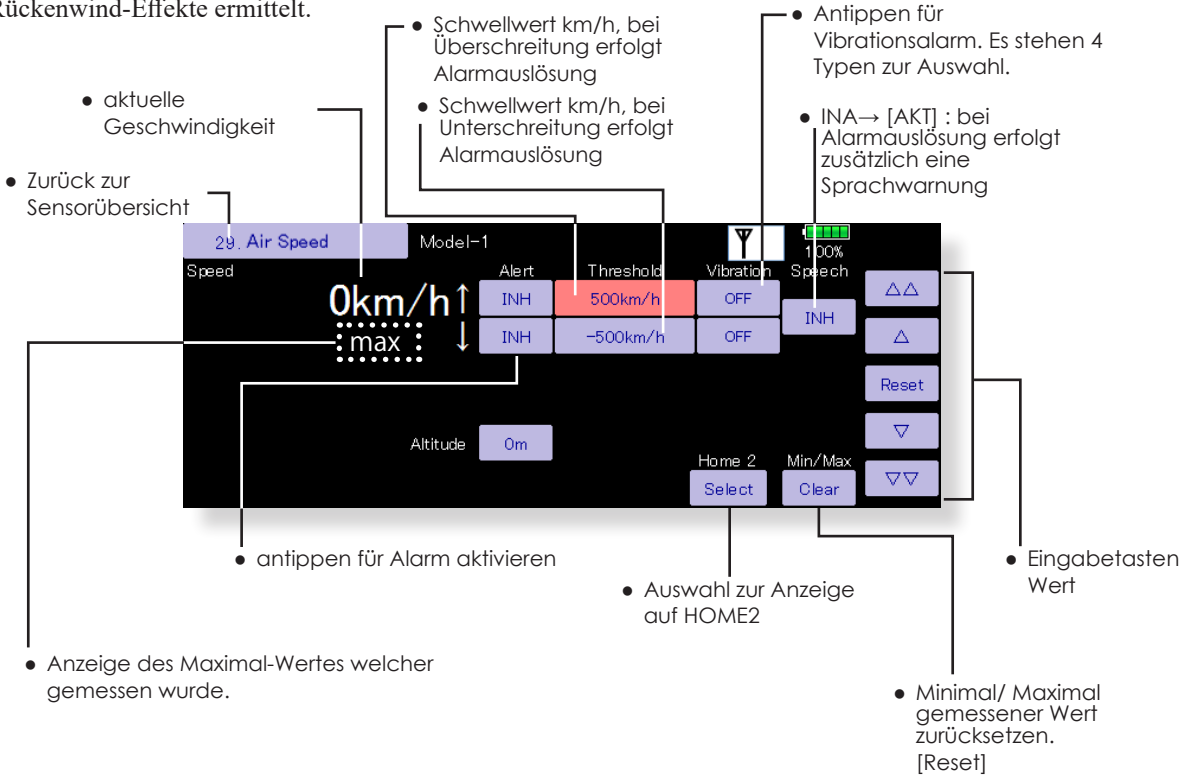 Rückenwind-Effekte ermittelt.
● Schwellwert km/h, bei
Überschreitung erfolgt
Alarmauslösung
● Antippen für
Vibrationsalarm. Es stehen 4
Typen zur Auswahl.
● aktuelle
Geschwindigkeit
● Schwellwert km/h, bei
Unterschreitung erfolgt
Alarmauslösung
● INA→ [AKT] : bei
Alarmauslösung erfolgt
zusätzlich eine
Sprachwarnung
● Zurück zur
Sensorübersicht
29. Air Speed Model-1 100%
Speed Alert Threshold Vibration Speech
0km/h ↑ INH 500km/h OFF INH △△
max ↓ INH -500km/h OFF △
Reset
Altitude 0m ▽
Home 2 Min/Max
Select Clear ▽▽
● antippen für Alarm aktivieren
● Eingabetasten
Wert
● Auswahl zur Anzeige
auf HOME2
● Anzeige des Maximal-Wertes welcher
gemessen wurde.
● Minimal/ Maximal
gemessener Wert
zurücksetzen.
[Reset]